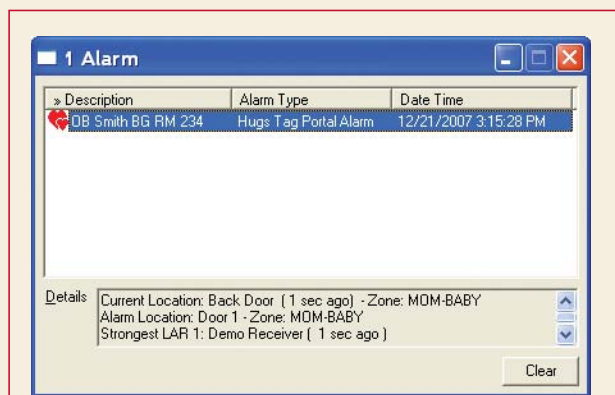 1 Alarm
» Description Alarm Type Date Time
OB Smith BG RM 234 Hugs Tag Portal Alarm 12/21/2007 3:15:28 PM
Details Current Location: Back Door ( 1 sec ago) - Zone: MOM-BABY
Alarm Location: Door 1 - Zone: MOM-BABY
Strongest LAR 1: Demo Receiver ( 1 sec ago )
Clear